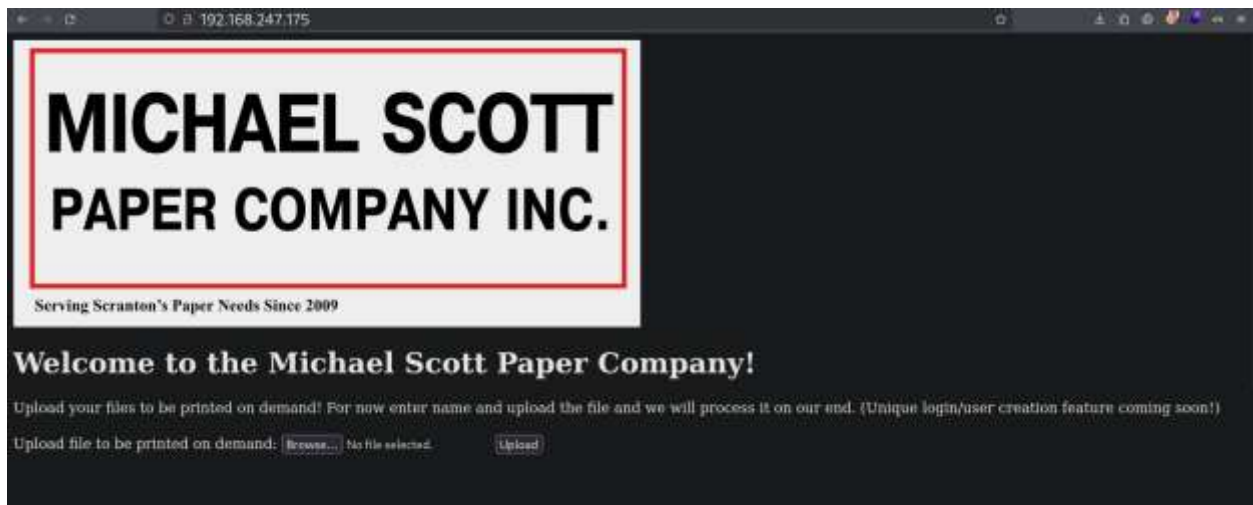 192.168.247.175
MICHAEL SCOTT
PAPER COMPANY INC.
Serving Scranton's Paper Needs Since 2009
Welcome to the Michael Scott Paper Company!
Upload your files to be printed on demand! For now enter name and upload the file and we will process it on our end. (Unique login/user creation feature coming soon!)
Upload file to be printed on demand: Browse... No file selected. Upload